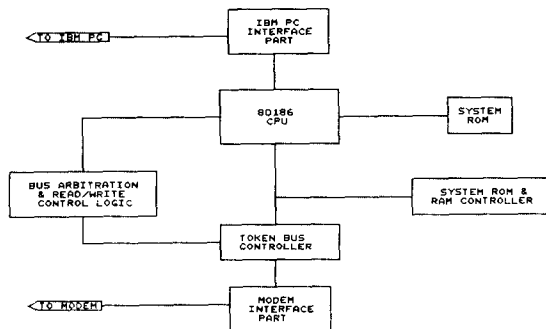 TO IBM PC
IBM PC
INTERFACE
PART
80186
CPU
SYSTEM
ROM
BUS ARBITRATION
& READ/WRITE
CONTROL LOGIC
SYSTEM ROM &
RAM CONTROLLER
TOKEN BUS
CONTROLLER
TO MODEM
MODEM
INTERFACE
PART